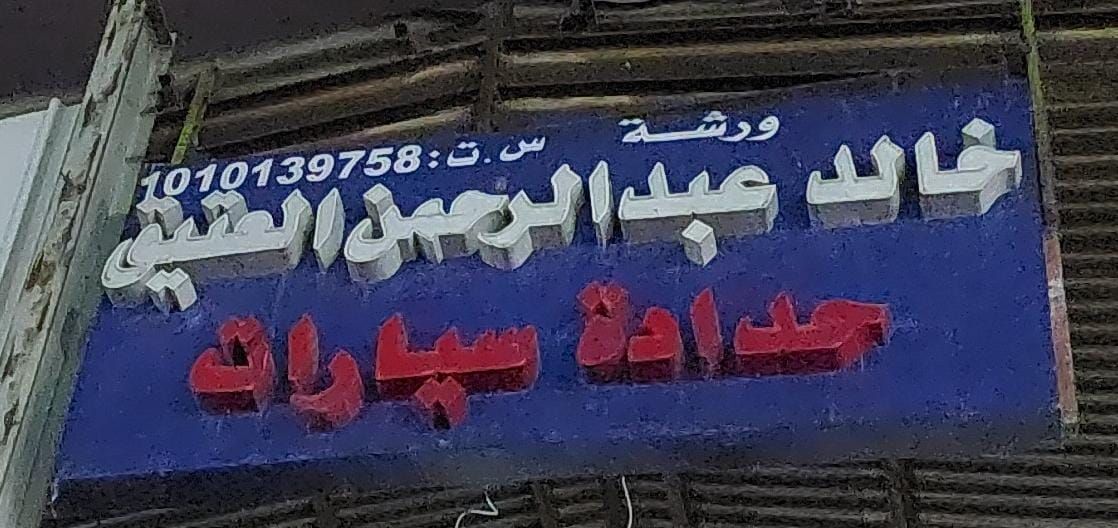 ورشة س.ت: 1010139758
خالد عبدالرحمن العتيبي
حدادة سيارات